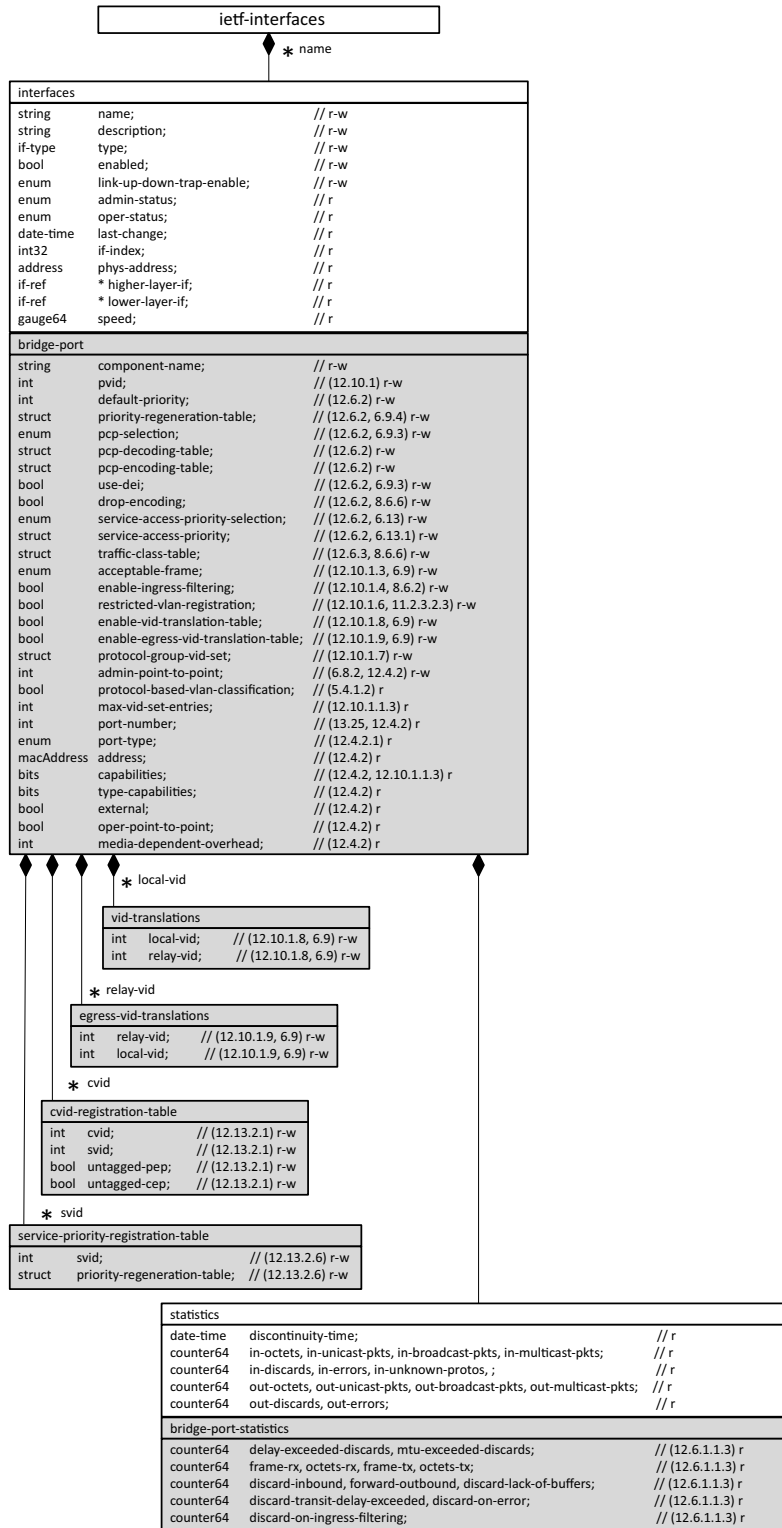 ietf-interfaces
* name
interfaces
string name; // r-w
string description; // r-w
if-type type; // r-w
bool enabled; // r-w
enum link-up-down-trap-enable; // r-w
enum admin-status; // r
enum oper-status; // r
date-time last-change; // r
int32 if-index; // r
address phys-address; // r
if-ref * higher-layer-if; // r
if-ref * lower-layer-if; // r
gauge64 speed; // r
bridge-port
string component-name; // r-w
int pvid; // (12.10.1) r-w
int default-priority; // (12.6.2) r-w
struct priority-regeneration-table; // (12.6.2, 6.9.4) r-w
enum pcp-selection; // (12.6.2, 6.9.3) r-w
struct pcp-decoding-table; // (12.6.2) r-w
struct pcp-encoding-table; // (12.6.2) r-w
bool use-dei; // (12.6.2, 6.9.3) r-w
bool drop-encoding; // (12.6.2, 8.6.6) r-w
enum service-access-priority-selection; // (12.6.2, 6.13) r-w
struct service-access-priority; // (12.6.2, 6.13.1) r-w
struct traffic-class-table; // (12.6.3, 8.6.6) r-w
enum acceptable-frame; // (12.10.1.3, 6.9) r-w
bool enable-ingress-filtering; // (12.10.1.4, 8.6.2) r-w
bool restricted-vlan-registration; // (12.10.1.6, 11.2.3.2.3) r-w
bool enable-vid-translation-table; // (12.10.1.8, 6.9) r-w
bool enable-egress-vid-translation-table; // (12.10.1.9, 6.9) r-w
struct protocol-group-vid-set; // (12.10.1.7) r-w
int admin-point-to-point; // (6.8.2, 12.4.2) r-w
bool protocol-based-vlan-classification; // (5.4.1.2) r
int max-vid-set-entries; // (12.10.1.1.3) r
int port-number; // (13.25, 12.4.2) r
enum port-type; // (12.4.2.1) r
macAddress address; // (12.4.2) r
bits capabilities; // (12.4.2, 12.10.1.1.3) r
bits type-capabilities; // (12.4.2) r
bool external; // (12.4.2) r
bool oper-point-to-point; // (12.4.2) r
int media-dependent-overhead; // (12.4.2) r
* local-vid
vid-translations
int local-vid; // (12.10.1.8, 6.9) r-w
int relay-vid; // (12.10.1.8, 6.9) r-w
* relay-vid
egress-vid-translations
int relay-vid; // (12.10.1.9, 6.9) r-w
int local-vid; // (12.10.1.9, 6.9) r-w
* cvid
cvid-registration-table
int cvid; // (12.13.2.1) r-w
int svid; // (12.13.2.1) r-w
bool untagged-pep; // (12.13.2.1) r-w
bool untagged-cep; // (12.13.2.1) r-w
* svid
service-priority-registration-table
int svid; // (12.13.2.6) r-w
struct priority-regeneration-table; // (12.13.2.6) r-w
statistics
date-time discontinuity-time; // r
counter64 in-octets, in-unicast-pkts, in-broadcast-pkts, in-multicast-pkts; // r
counter64 in-discards, in-errors, in-unknown-protos, ; // r
counter64 out-octets, out-unicast-pkts, out-broadcast-pkts, out-multicast-pkts; // r
counter64 out-discards, out-errors; // r
bridge-port-statistics
counter64 delay-exceeded-discards, mtu-exceeded-discards; // (12.6.1.1.3) r
counter64 frame-rx, octets-rx, frame-tx, octets-tx; // (12.6.1.1.3) r
counter64 discard-inbound, forward-outbound, discard-lack-of-buffers; // (12.6.1.1.3) r
counter64 discard-transit-delay-exceeded, discard-on-error; // (12.6.1.1.3) r
counter64 discard-on-ingress-filtering; // (12.6.1.1.3) r